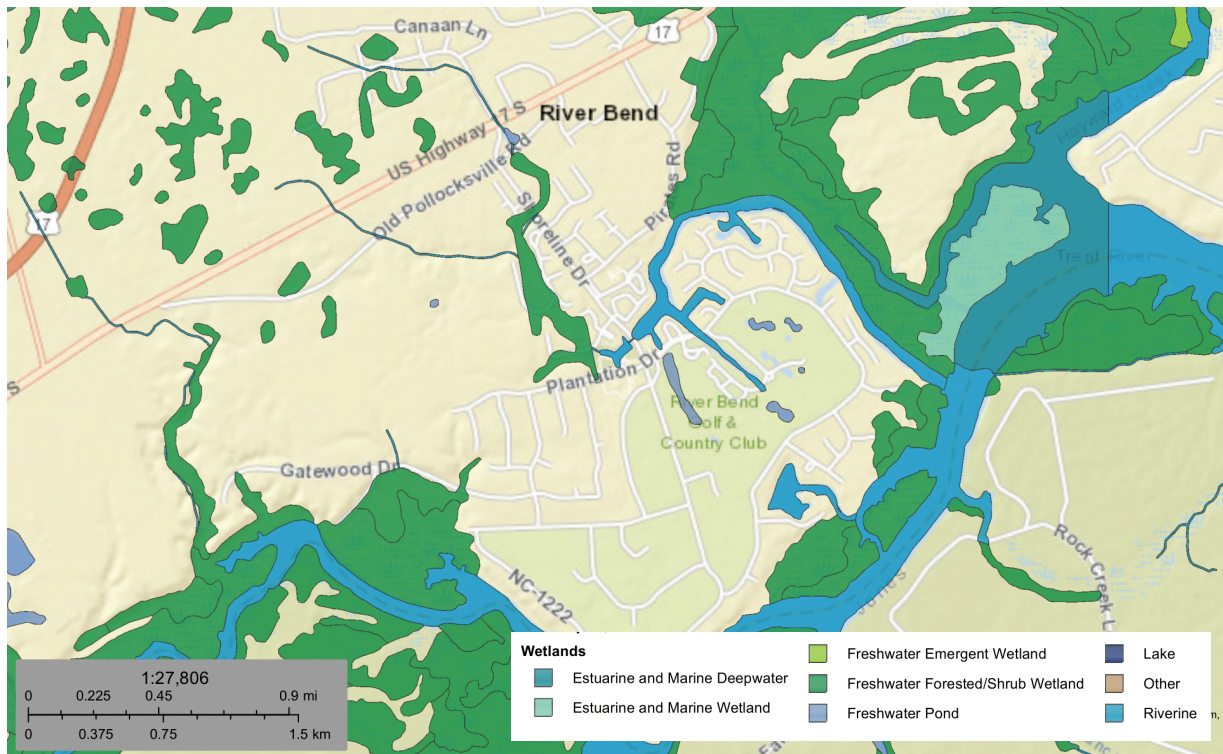 Canaan Ln
17
River Bend
US Highway 17 S
Old Pollocksville Rd
Pirates Rd
Shoreline Dr
Hayward Creek
17
Trent River
S
Plantation Dr
River Bend
Golf &
Country Club
Gatewood Dr
Rock Creek L
NC-1222
Jones
Wetlands
Estuarine and Marine Deepwater
Estuarine and Marine Wetland
Freshwater Emergent Wetland
Freshwater Forested/Shrub Wetland
Freshwater Pond
Lake
Other
Riverine
1:27,806
0 0.225 0.45 0.9 mi
0 0.375 0.75 1.5 km